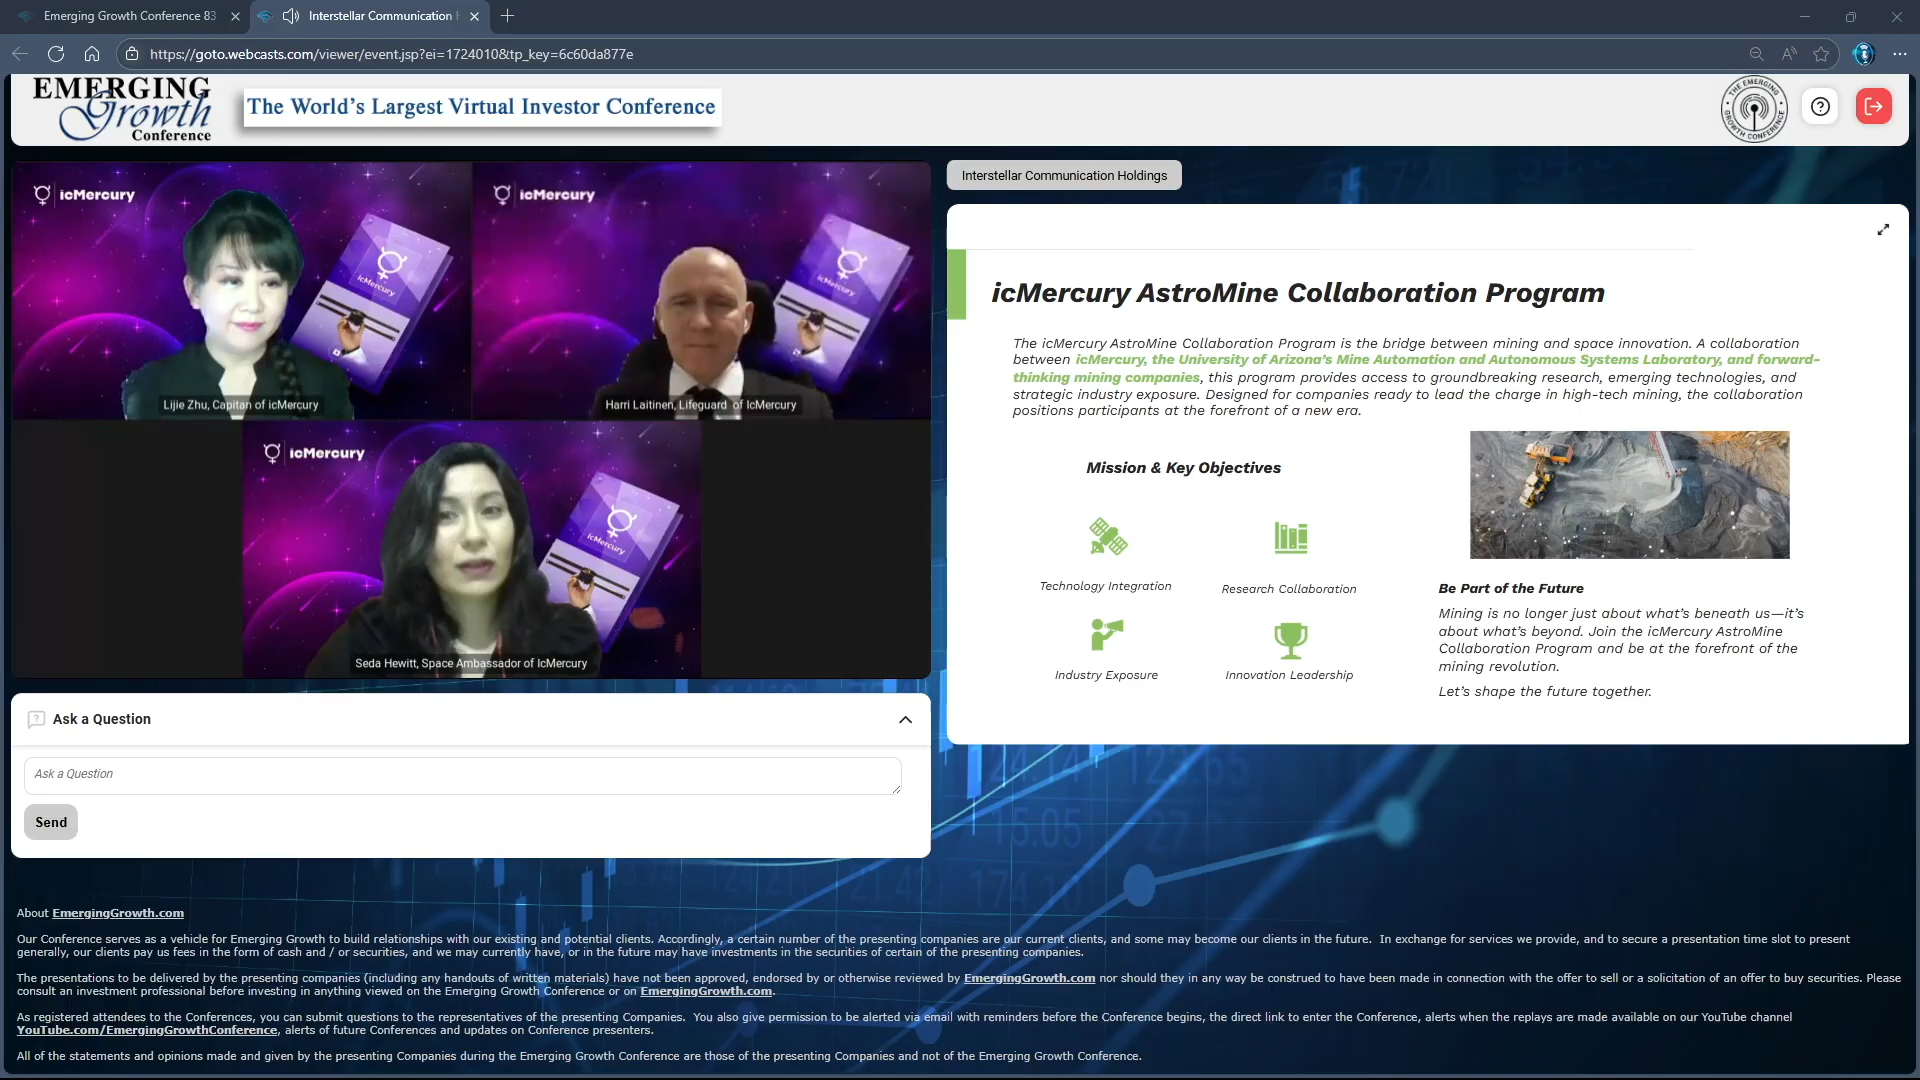 Emerging Growth Conference 83
Interstellar Communication H
https://goto.webcasts.com/viewer/event.jsp?ei=1724010&tp_key=6c60da877e
EMERGING
Growth
Conference
The World's Largest Virtual Investor Conference
THE EMERGING
GROWTH CONFERENCE
icMercury
icMercury
Lijie Zhu, Capitan of icMercury
icMercury
icMercury
Harri Laitinen, Lifeguard of IcMercury
icMercury
icMercury
Seda Hewitt, Space Ambassador of IcMercury
Ask a Question
Ask a Question
Send
Interstellar Communication Holdings
icMercury AstroMine Collaboration Program
The icMercury AstroMine Collaboration Program is the bridge between mining and space innovation. A collaboration
between icMercury, the University of Arizona's Mine Automation and Autonomous Systems Laboratory, and forward-
thinking mining companies, this program provides access to groundbreaking research, emerging technologies, and
strategic industry exposure. Designed for companies ready to lead the charge in high-tech mining, the collaboration
positions participants at the forefront of a new era.
Mission & Key Objectives
Technology Integration
Research Collaboration
Industry Exposure
Innovation Leadership
Be Part of the Future
Mining is no longer just about what's beneath us—it's
about what's beyond. Join the icMercury AstroMine
Collaboration Program and be at the forefront of the
mining revolution.
Let's shape the future together.
About EmergingGrowth.com
Our Conference serves as a vehicle for Emerging Growth to build relationships with our existing and potential clients. Accordingly, a certain number of the presenting companies are our current clients, and some may become our clients in the future. In exchange for services we provide, and to secure a presentation time slot to present
generally, our clients pay us fees in the form of cash and / or securities, and we may currently have, or in the future may have investments in the securities of certain of the presenting companies.
The presentations to be delivered by the presenting companies (including any handouts of written materials) have not been approved, endorsed by or otherwise reviewed by EmergingGrowth.com nor should they in any way be construed to have been made in connection with the offer to sell or a solicitation of an offer to buy securities. Please
consult an investment professional before investing in anything viewed on the Emerging Growth Conference or on EmergingGrowth.com.
As registered attendees to the Conferences, you can submit questions to the representatives of the presenting Companies. You also give permission to be alerted via email with reminders before the Conference begins, the direct link to enter the Conference, alerts when the replays are made available on our YouTube channel
YouTube.com/EmergingGrowthConference, alerts of future Conferences and updates on Conference presenters.
All of the statements and opinions made and given by the presenting Companies during the Emerging Growth Conference are those of the presenting Companies and not of the Emerging Growth Conference.